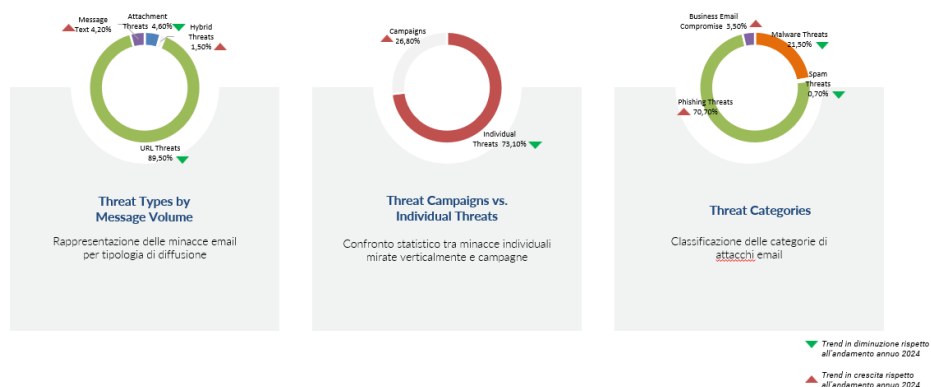 Message
Text 4,20%
Attachment
Threats 4,60%
Hybrid
Threats
1,50%
URL Threats
89,50%
Threat Types by
Message Volume
Rappresentazione delle minacce email
per tipologia di diffusione
Campaigns
26,80%
Individual
Threats 73,10%
Threat Campaigns vs.
Individual Threats
Confronto statistico tra minacce individuali
mirate verticalmente e campagne
Business Email
Compromise 3,50%
Malware Threats
21,50%
Spam
Threats
0,70%
Phishing Threats
70,70%
Threat Categories
Classificazione delle categorie di
attacchi email
Trend in diminuzione rispetto
all'andamento annuo 2024
Trend in crescita rispetto
all'andamento annuo 2024